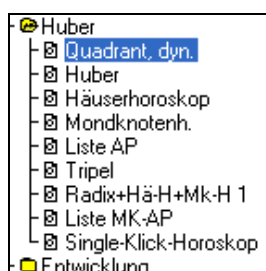 Huber
Quadrant, dyn.
Huber
Häuserhoroskop
Mondknotenh.
Liste AP
Tripel
Radix+Hä-H+Mk-H 1
Liste MK-AP
Single-Klick-Horoskop
Entwicklung